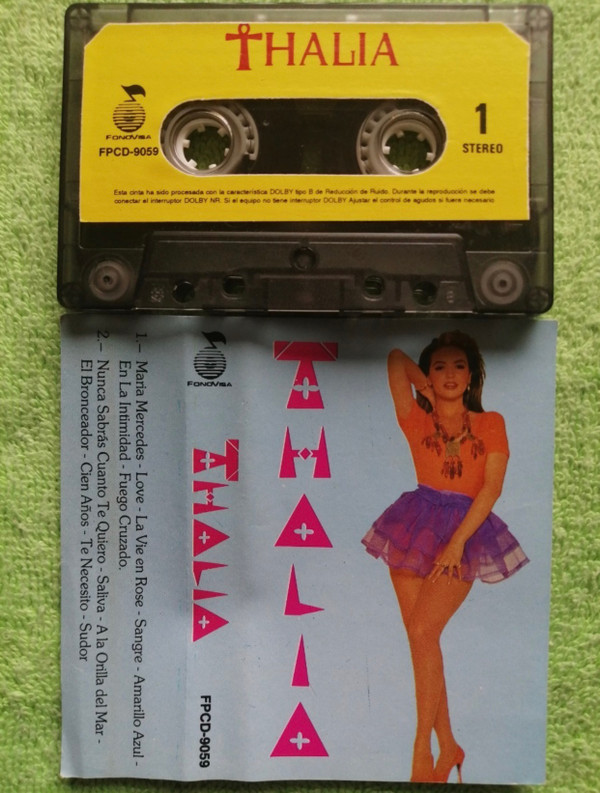 THALIA
FONOVISA
FPCD-9059
1
STEREO
Esta cinta ha sido procesada con la característica DOLBY tipo B de Reducción de Ruido. Durante la reproducción se debe
conectar el interruptor DOLBY NR. Si el equipo no tiene interruptor DOLBY Ajustar el control de agudos si fuere necesario
THALIA
FONOVISA
THALIA
FPCD-9059
1.- Maria Mercedes - Love - La Vie en Rose - Sangre - Amarillo Azul -
En La Intimidad - Fuego Cruzado.
2.- Nunca Sabrás Cuanto Te Quiero - Saliva - A la Orilla del Mar -
El Bronceador - Cien Años - Te Necesito - Sudor